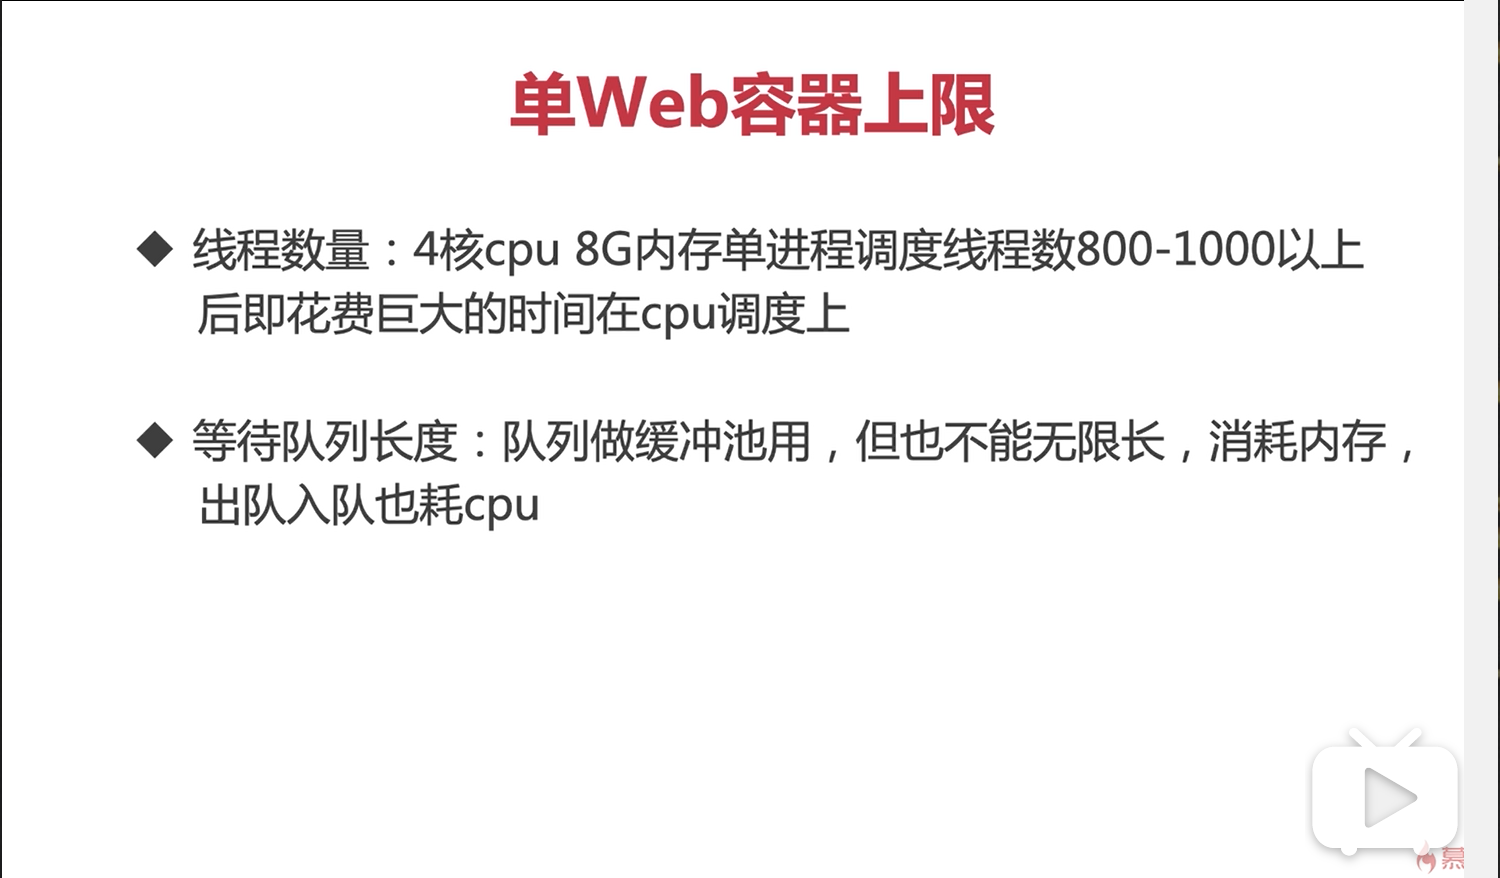 单Web容器上限
◆ 线程数量：4核cpu 8G内存单进程调度线程数800-1000以上
后即花费巨大的时间在cpu调度上
◆ 等待队列长度：队列做缓冲池用，但也不能无限长，消耗内存，
出队入队也耗cpu
慕